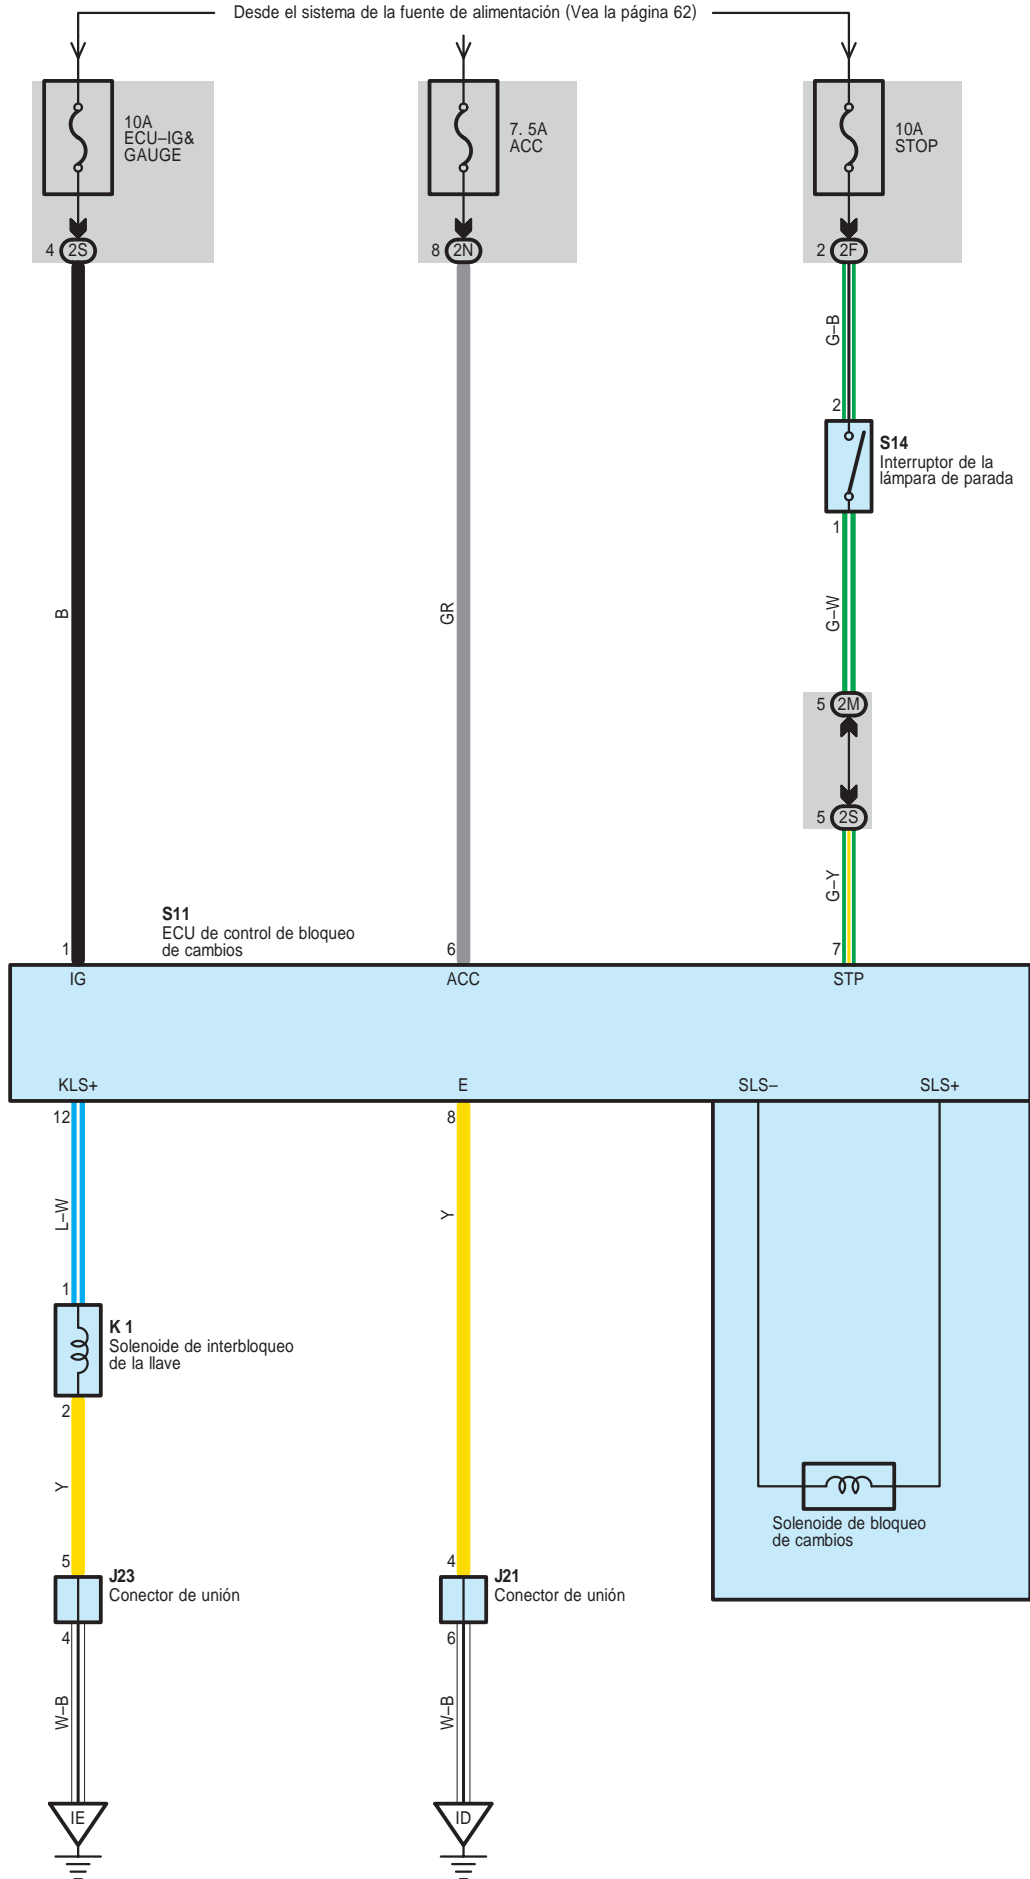 Desde el sistema de la fuente de alimentación (Vea la página 62)
10A
ECU–IG&
GAUGE
7. 5A
ACC
10A
STOP
4 2S
8 2N
2 2F
G–B
2
S14
Interruptor de la
lámpara de parada
1
B
GR
G–W
5 2M
5 2S
G–Y
S11
ECU de control de bloqueo
de cambios
1
6
7
IG
ACC
STP
KLS+
E
SLS–
SLS+
12
8
L–W
Y
1
K 1
Solenoide de interbloqueo
de la llave
2
Y
Solenoide de bloqueo
de cambios
5
J23
Conector de unión
4
4
J21
Conector de unión
6
W–B
W–B
IE
ID